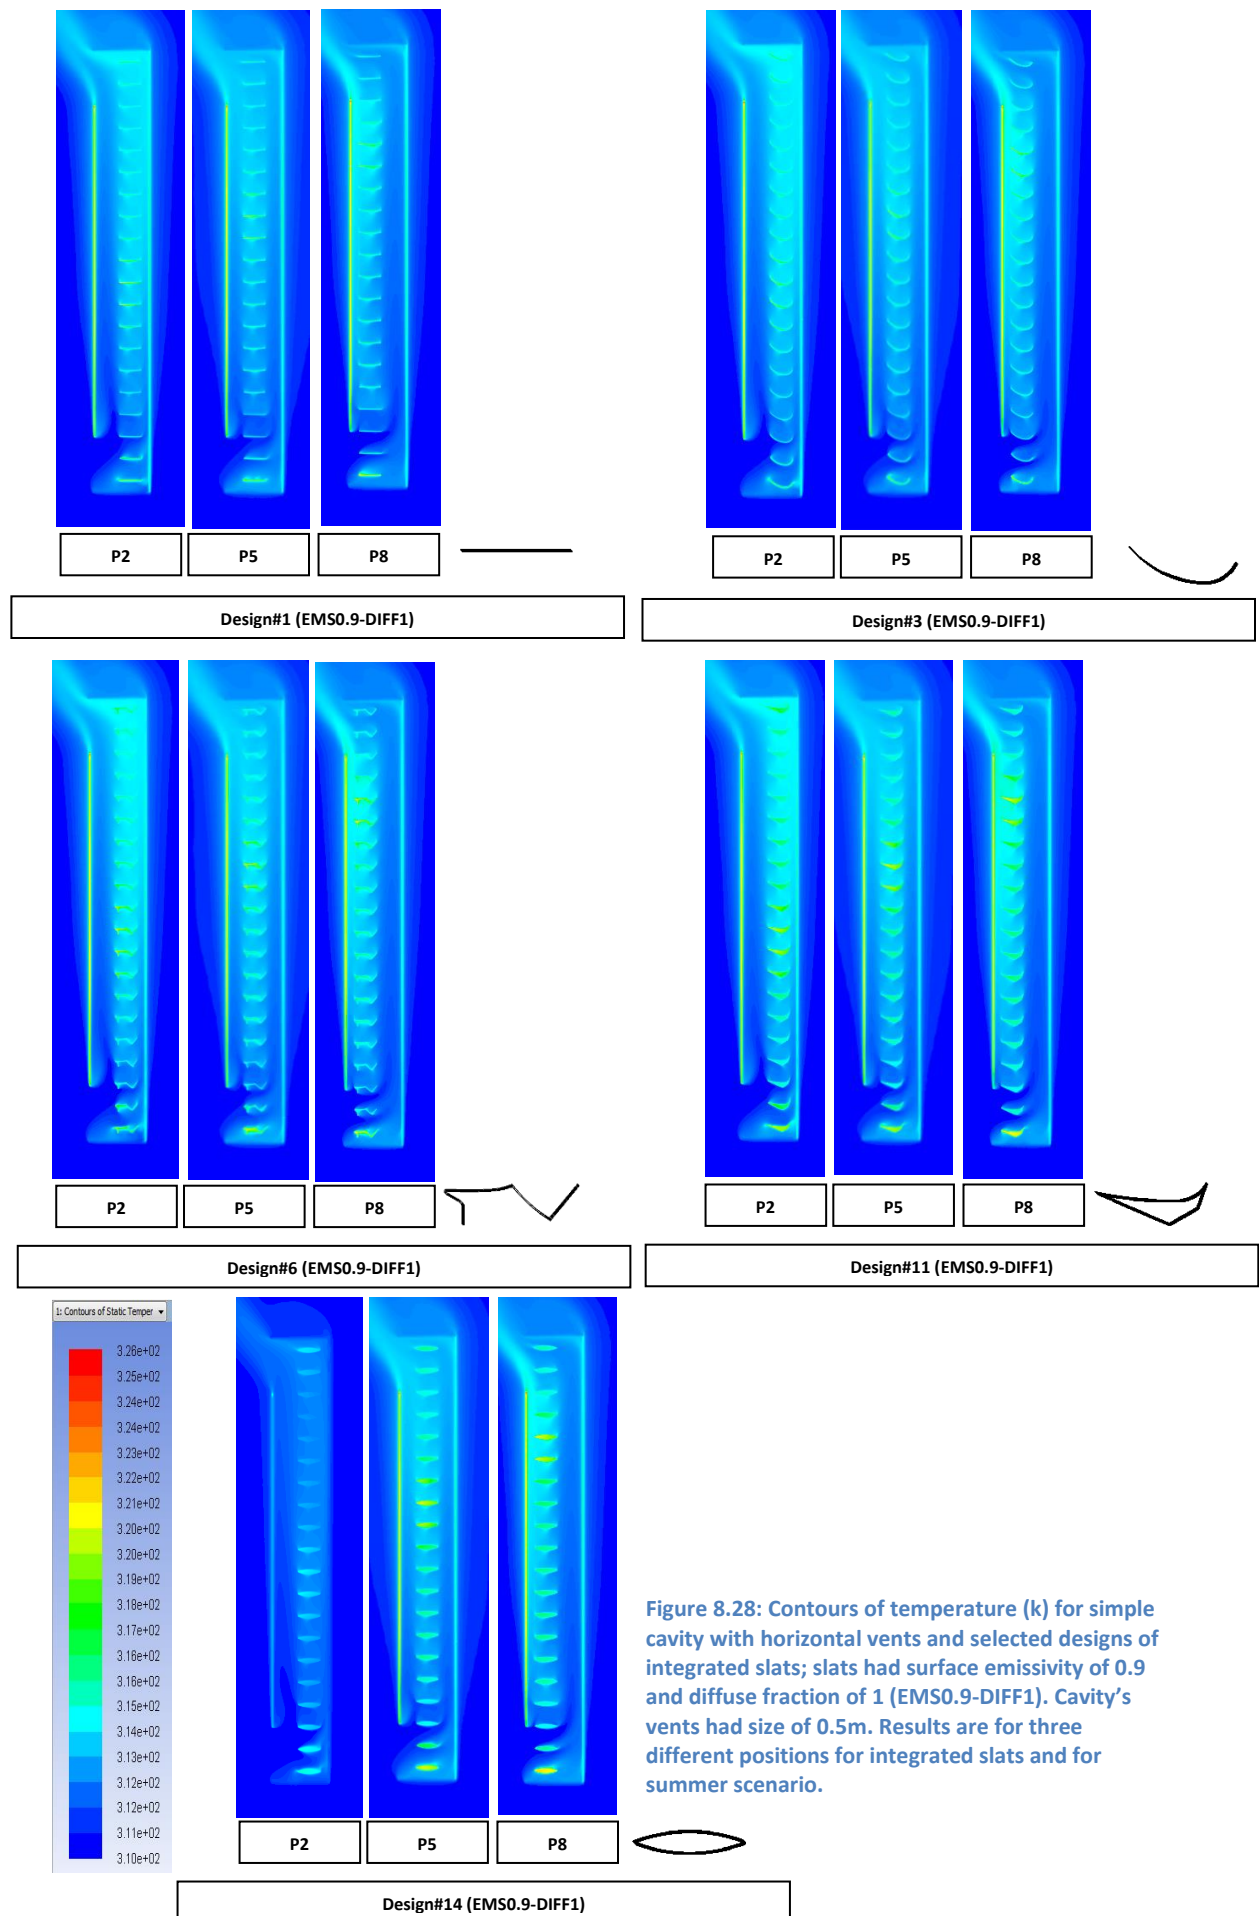 P2
P5
P8
Design#1 (EMS0.9-DIFF1)
P2
P5
P8
Design#3 (EMS0.9-DIFF1)
P2
P5
P8
Design#6 (EMS0.9-DIFF1)
P2
P5
P8
Design#11 (EMS0.9-DIFF1)
1: Contours of Static Temper
3.26e+02
3.25e+02
3.24e+02
3.24e+02
3.23e+02
3.22e+02
3.21e+02
3.20e+02
3.20e+02
3.19e+02
3.18e+02
3.17e+02
3.16e+02
3.16e+02
3.15e+02
3.14e+02
3.13e+02
3.12e+02
3.12e+02
3.11e+02
3.10e+02
P2
P5
P8
Design#14 (EMS0.9-DIFF1)
Figure 8.28: Contours of temperature (k) for simple
cavity with horizontal vents and selected designs of
integrated slats; slats had surface emissivity of 0.9
and diffuse fraction of 1 (EMS0.9-DIFF1). Cavity’s
vents had size of 0.5m. Results are for three
different positions for integrated slats and for
summer scenario.